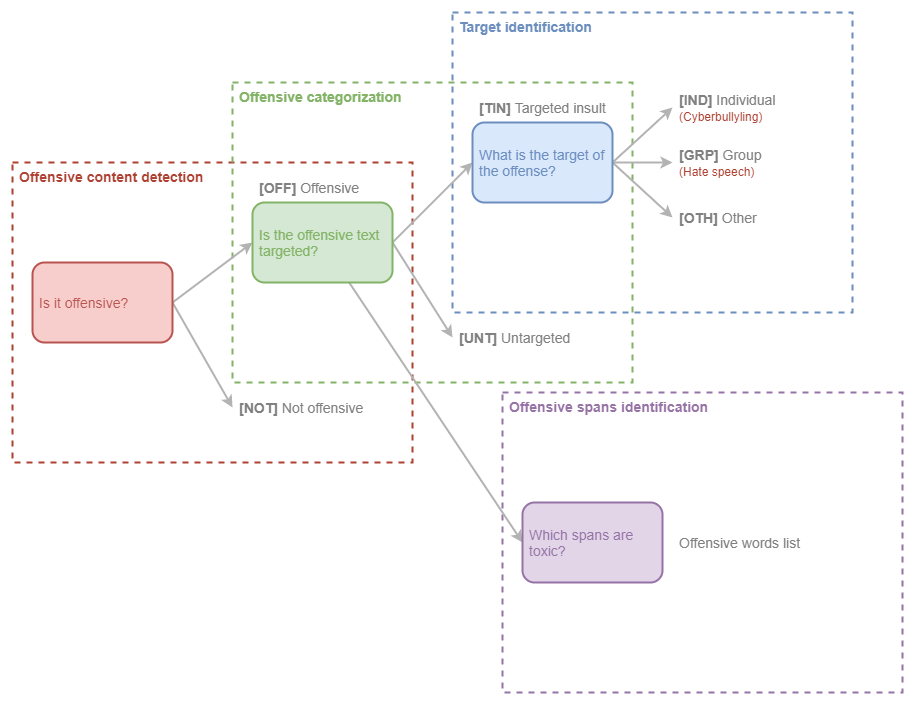 Target identification
Offensive categorization
[TIN] Targeted insult
[IND] Individual
(Cyberbullyling)
What is the target of
the offense?
[GRP] Group
(Hate speech)
Offensive content detection
[OFF] Offensive
[OTH] Other
Is the offensive text
targeted?
Is it offensive?
[UNT] Untargeted
[NOT] Not offensive
Offensive spans identification
Which spans are
toxic?
Offensive words list